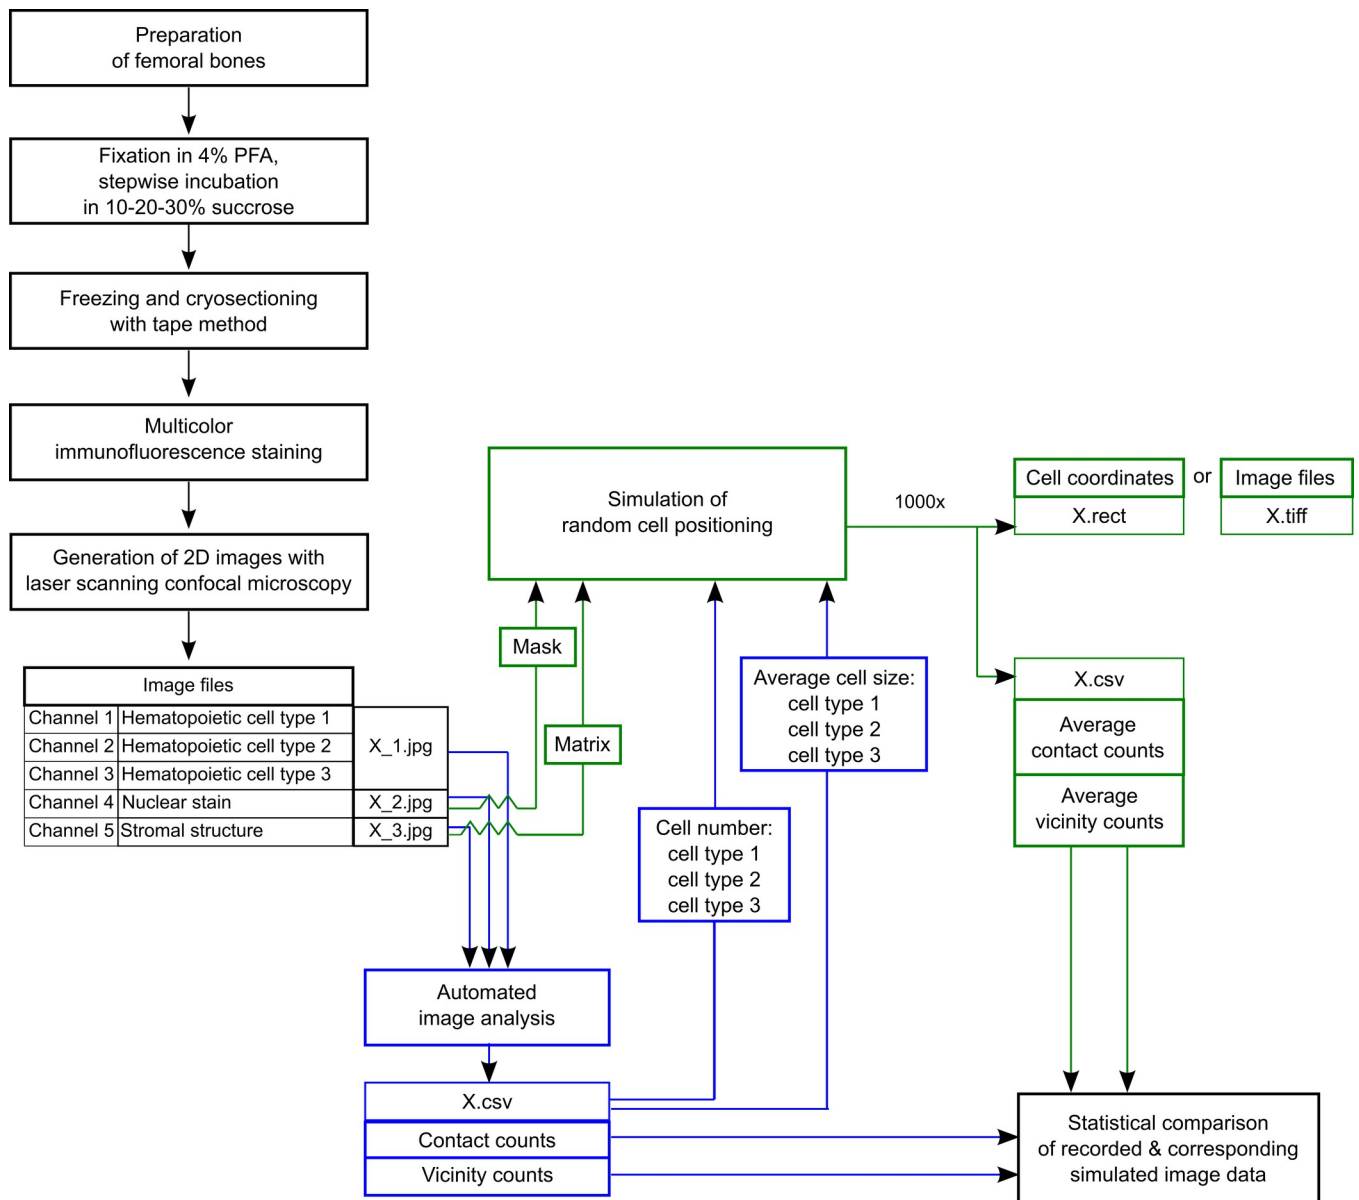 Preparation
of femoral bones
Fixation in 4% PFA,
stepwise incubation
in 10-20-30% succrose
Freezing and cryosectioning
with tape method
Multicolor
immunofluorescence staining
Generation of 2D images with
laser scanning confocal microscopy
Image files
Channel 1 Hematopoietic cell type 1
Channel 2 Hematopoietic cell type 2
Channel 3 Hematopoietic cell type 3
X_1.jpg
Channel 4 Nuclear stain X_2.jpg
Channel 5 Stromal structure X_3.jpg
Mask
Matrix
Simulation of
random cell positioning
1000x
Cell coordinates or Image files
X.rect X.tiff
Average cell size:
cell type 1
cell type 2
cell type 3
Cell number:
cell type 1
cell type 2
cell type 3
X.csv
Average
contact counts
Average
vicinity counts
Automated
image analysis
X.csv
Contact counts
Vicinity counts
Statistical comparison
of recorded & corresponding
simulated image data